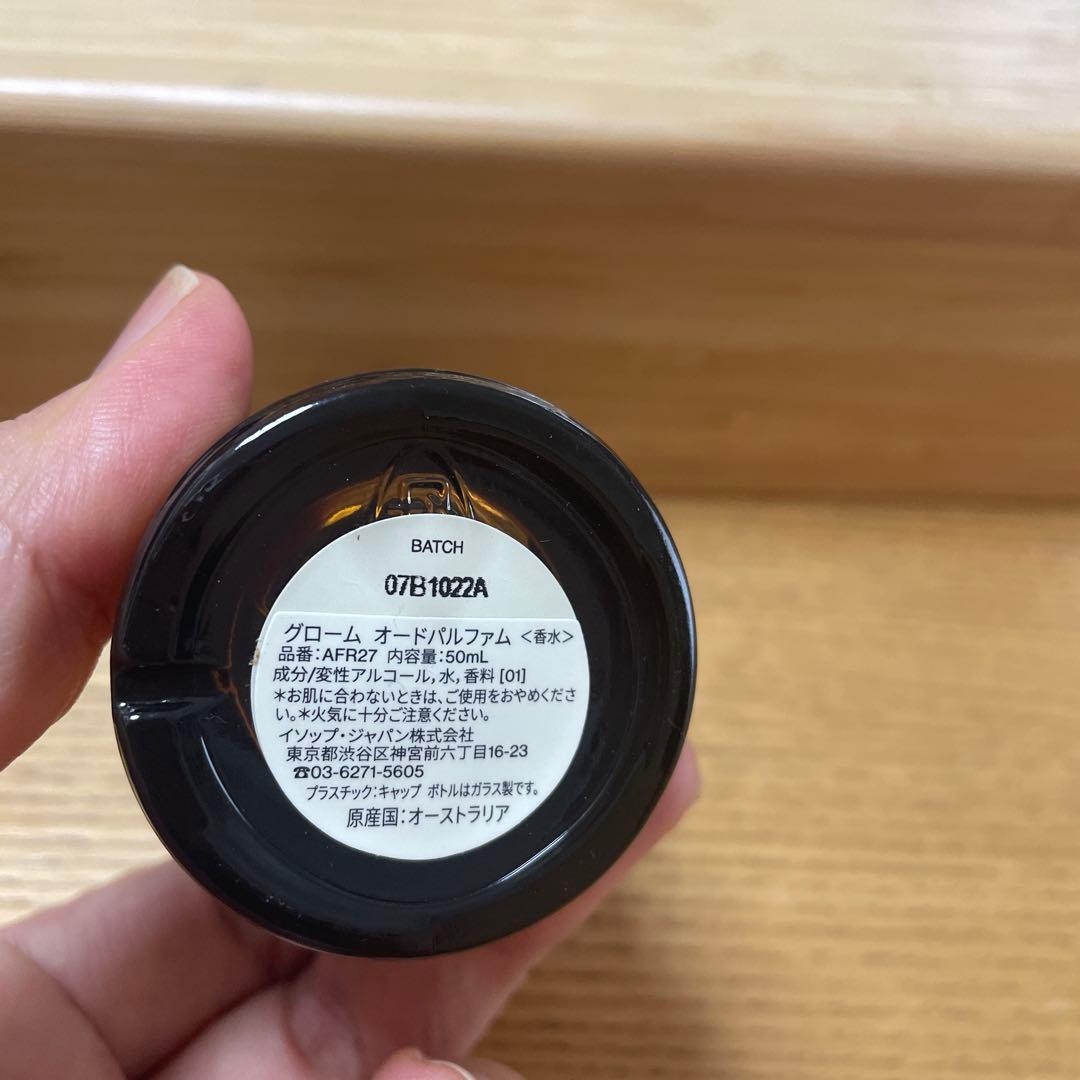 BATCH
07B1022A
グローム オードパルファム <香水>
品番:AFR27 内容量:50mL
成分/変性アルコール,水,香料 [01]
*お肌に合わないときは、ご使用をおやめくださ
い。*火気に十分ご注意ください。
イソップ・ジャパン株式会社
東京都渋谷区神宮前六丁目16-23
☎03-6271-5605
プラスチック:キャップ ボトルはガラス製です。
原産国:オーストラリア